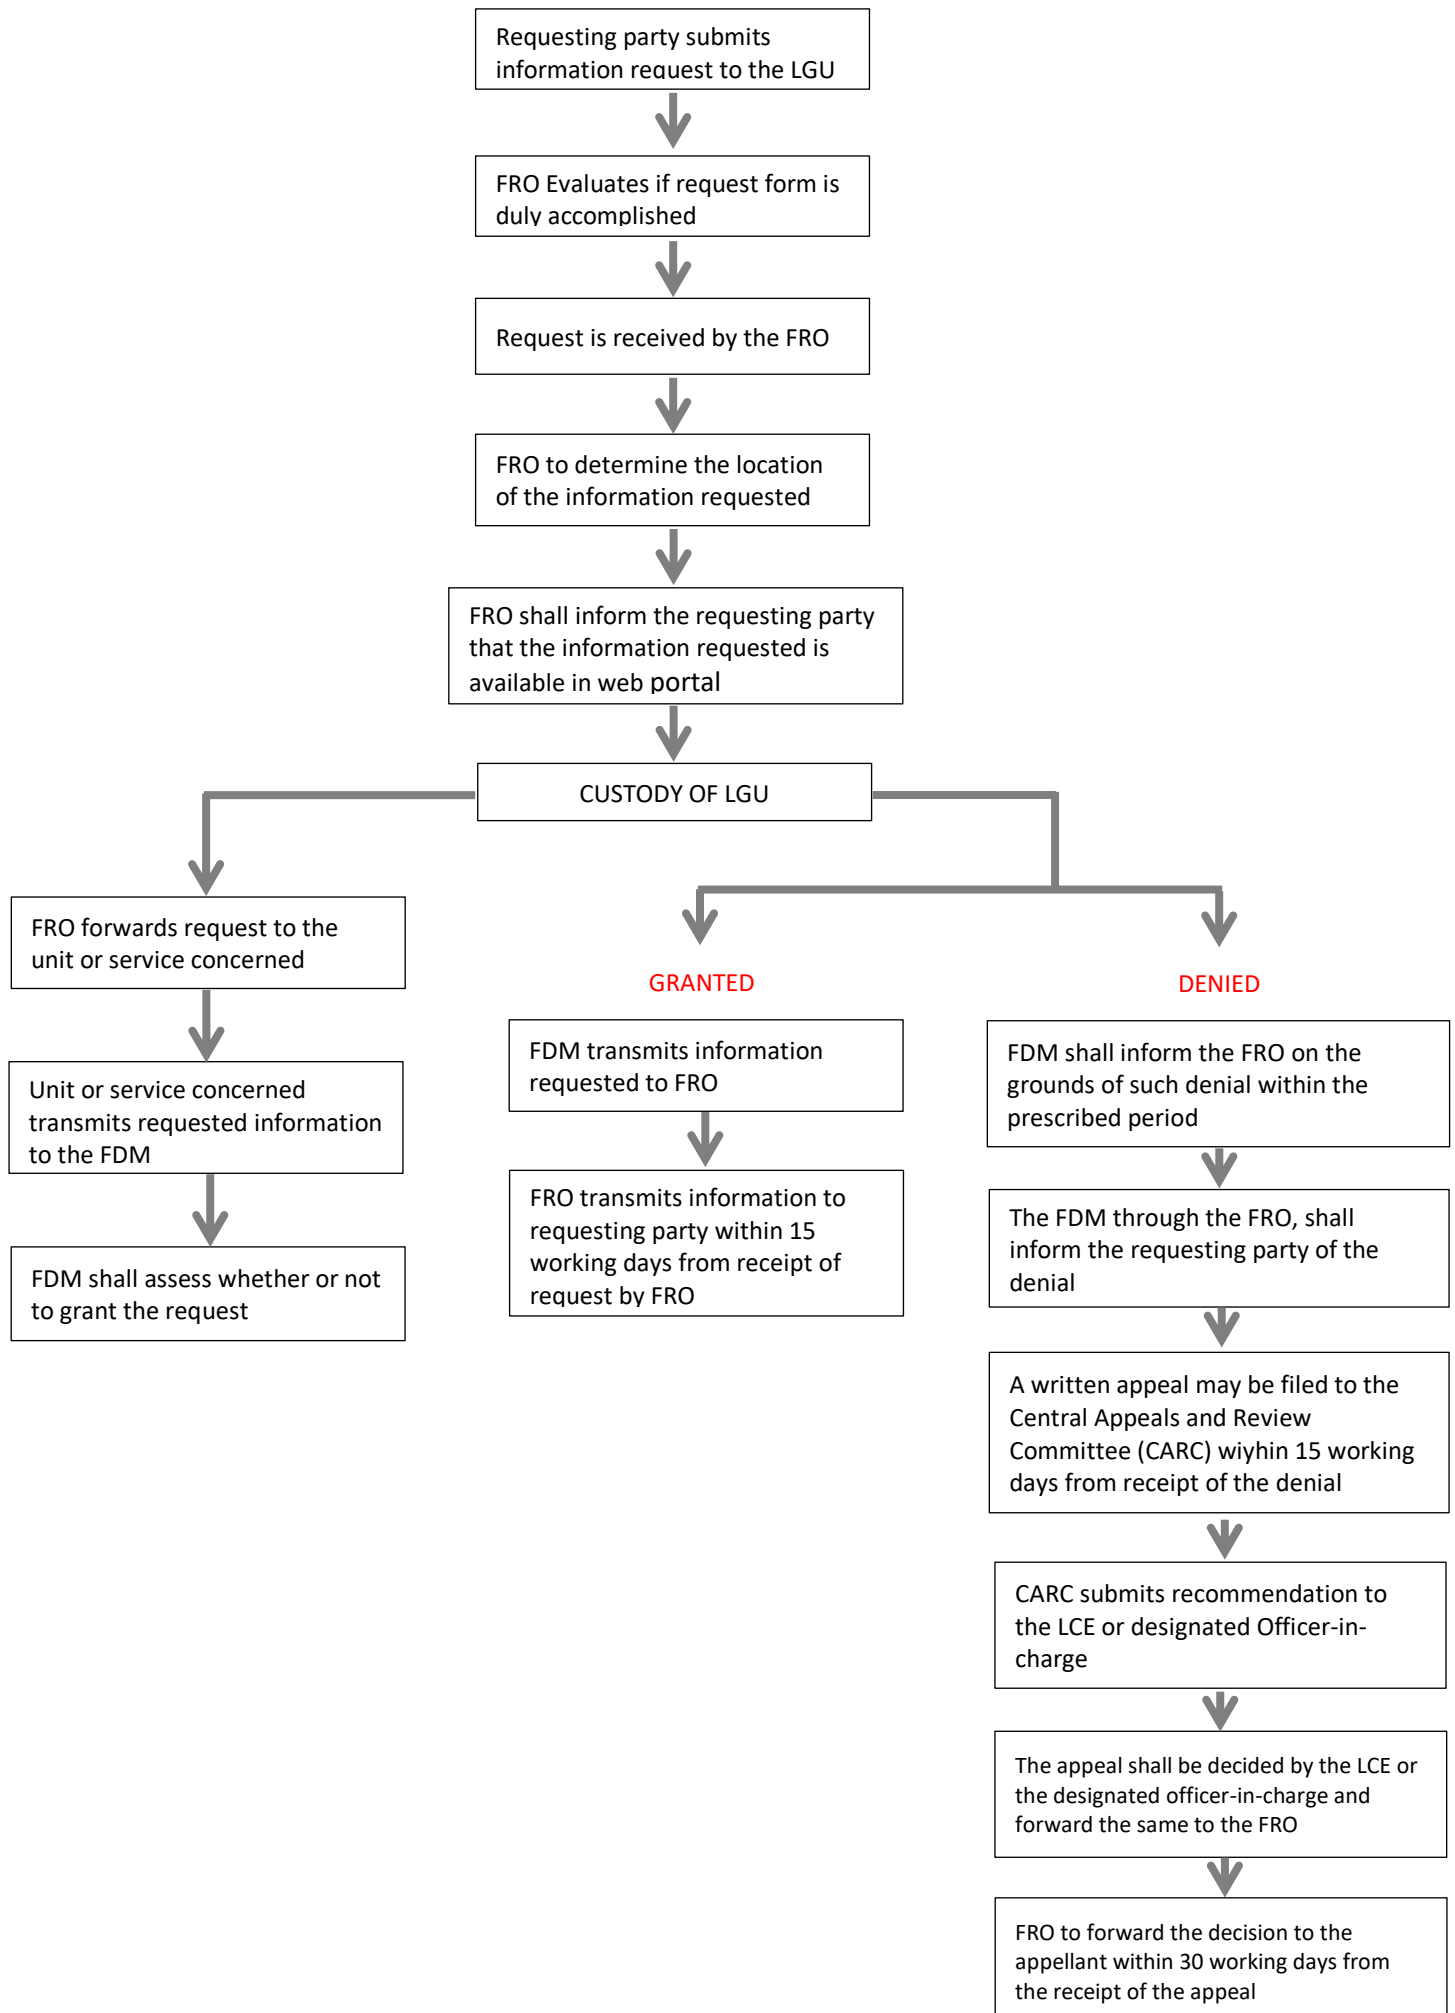 Requesting party submits
information request to the LGU
FRO Evaluates if request form is
duly accomplished
Request is received by the FRO
FRO to determine the location
of the information requested
FRO shall inform the requesting party
that the information requested is
available in web portal
CUSTODY OF LGU
FRO forwards request to the
unit or service concerned
Unit or service concerned
transmits requested information
to the FDM
FDM shall assess whether or not
to grant the request
GRANTED
FDM transmits information
requested to FRO
FRO transmits information to
requesting party within 15
working days from receipt of
request by FRO
DENIED
FDM shall inform the FRO on the
grounds of such denial within the
prescribed period
The FDM through the FRO, shall
inform the requesting party of the
denial
A written appeal may be filed to the
Central Appeals and Review
Committee (CARC) wiyhin 15 working
days from receipt of the denial
CARC submits recommendation to
the LCE or designated Officer-in-
charge
The appeal shall be decided by the LCE or
the designated officer-in-charge and
forward the same to the FRO
FRO to forward the decision to the
appellant within 30 working days from
the receipt of the appeal